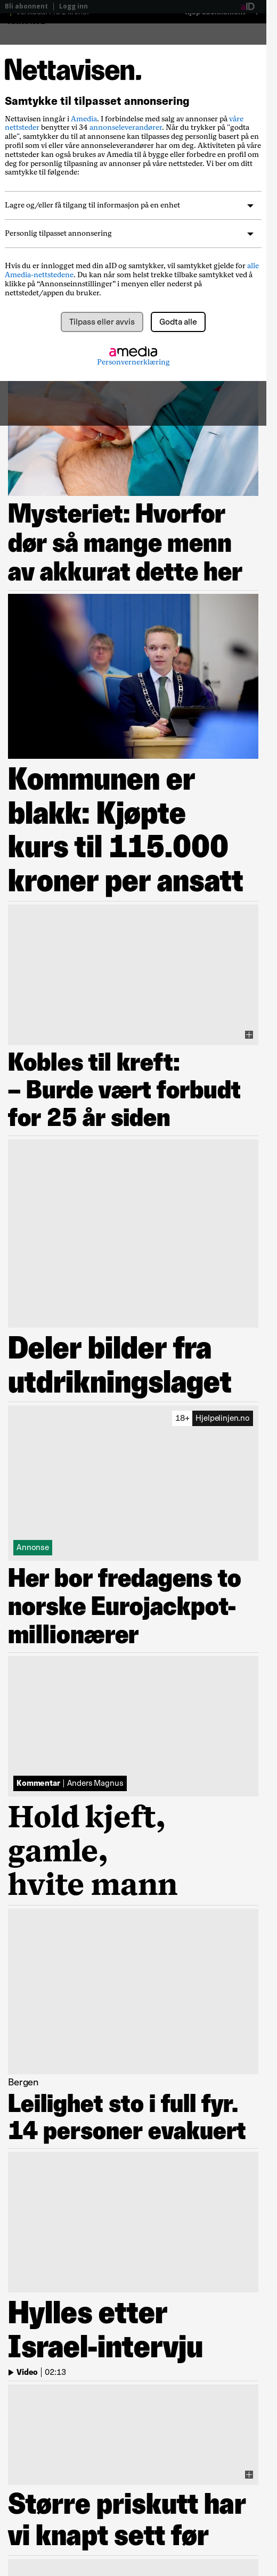 Bli abonnent | Logg inn
aID
Nettavisen.
Samtykke til tilpasset annonsering
Nettavisen inngår i Amedia. I forbindelse med salg av annonser på våre
nettsteder benytter vi 34 annonseleverandører. Når du trykker på "godta
alle", samtykker du til at annonsene kan tilpasses deg personlig basert på en
profil som vi eller våre annonseleverandører har om deg. Aktiviteten på våre
nettsteder kan også brukes av Amedia til å bygge eller forbedre en profil om
deg for personlig tilpasning av annonser på våre nettsteder. Vi ber om ditt
samtykke til følgende:
Lagre og/eller få tilgang til informasjon på en enhet
Personlig tilpasset annonsering
Hvis du er innlogget med din aID og samtykker, vil samtykket gjelde for alle
Amedia-nettstedene. Du kan når som helst trekke tilbake samtykket ved å
klikke på “Annonseinnstillinger” i menyen eller nederst på
nettstedet/appen du bruker.
Tilpass eller avvis
Godta alle
amedia
Personvernerklæring
Mysteriet: Hvorfor
dør så mange menn
av akkurat dette her
Kommunen er
blakk: Kjøpte
kurs til 115.000
kroner per ansatt
Kobles til kreft:
– Burde vært forbudt
for 25 år siden
Deler bilder fra
utdrikningslaget
18+ Hjelpelinjen.no
Annonse
Her bor fredagens to
norske Eurojackpot-
millionærer
Kommentar | Anders Magnus
Hold kjeft,
gamle,
hvite mann
Bergen
Leilighet sto i full fyr.
14 personer evakuert
Hylles etter
Israel-intervju
Video | 02:13
Større priskutt har
vi knapt sett før